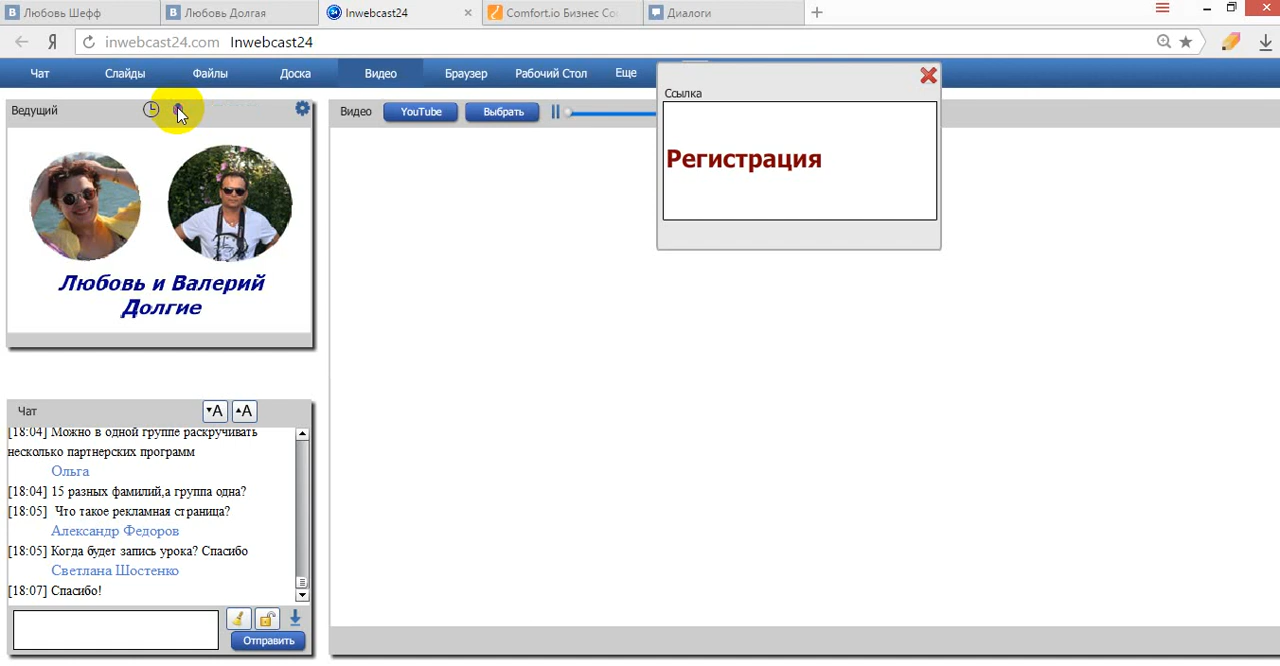 Любовь Шефф
Любовь Долгая
Inwebcast24
Comfort.io Бизнес Со
Диалоги
inwebcast24.com Inwebcast24
Чат
Слайды
Файлы
Доска
Видео
Браузер
Рабочий Стол
Еще
Ведущий
Видео
YouTube
Выбрать
Ссылка
Регистрация
Любовь и Валерий
Долгие
Чат
A
A
[18:04] Можно в одной группе раскручивать
несколько партнерских программ
Ольга
[18:04] 15 разных фамилий,а группа одна?
[18:05] Что такое рекламная страница?
Александр Федоров
[18:05] Когда будет запись урока? Спасибо
Светлана Шостенко
[18:07] Спасибо!
Отправить